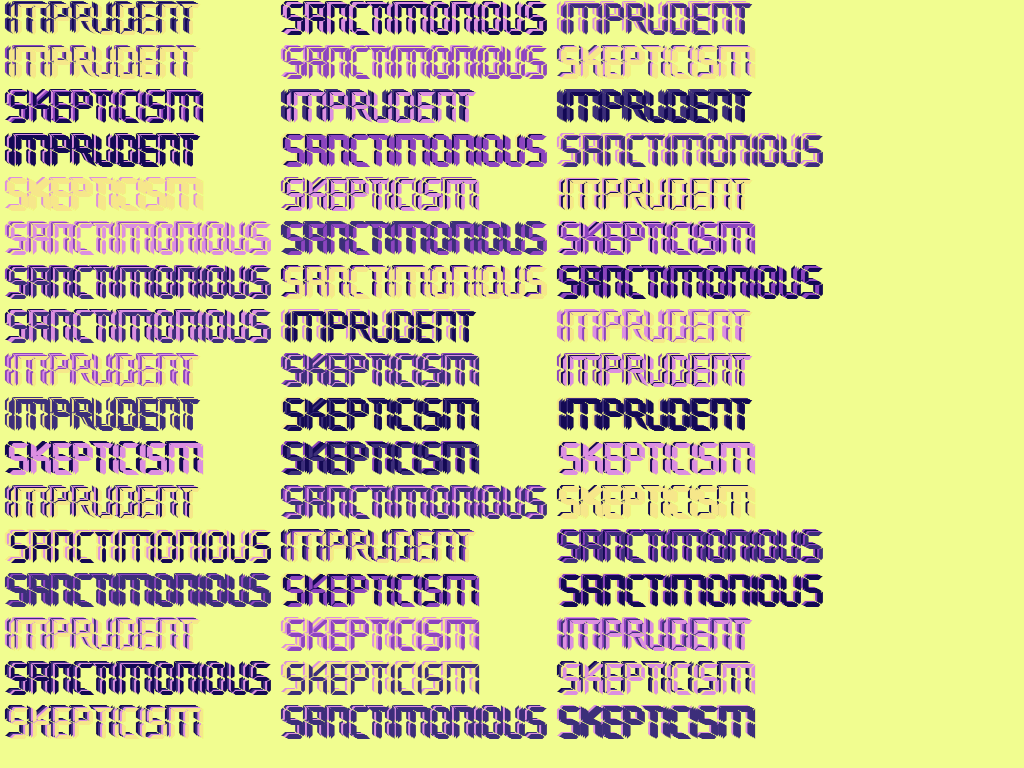 IMPRUDENT SANCTIMONIOUS IMPRUDENT
IMPRUDENT SANCTIMONIOUS SKEPTICISM
SKEPTICISM IMPRUDENT IMPRUDENT
IMPRUDENT SANCTIMONIOUS SANCTIMONIOUS
SKEPTICISM SKEPTICISM IMPRUDENT
SANCTIMONIOUS SANCTIMONIOUS SKEPTICISM
SANCTIMONIOUS SANCTIMONIOUS SANCTIMONIOUS
SANCTIMONIOUS IMPRUDENT IMPRUDENT
IMPRUDENT SKEPTICISM IMPRUDENT
IMPRUDENT SKEPTICISM IMPRUDENT
SKEPTICISM SKEPTICISM SKEPTICISM
IMPRUDENT SANCTIMONIOUS SKEPTICISM
SANCTIMONIOUS IMPRUDENT SANCTIMONIOUS
SANCTIMONIOUS SKEPTICISM SANCTIMONIOUS
IMPRUDENT SKEPTICISM IMPRUDENT
SANCTIMONIOUS SKEPTICISM SKEPTICISM
SKEPTICISM SANCTIMONIOUS SKEPTICISM